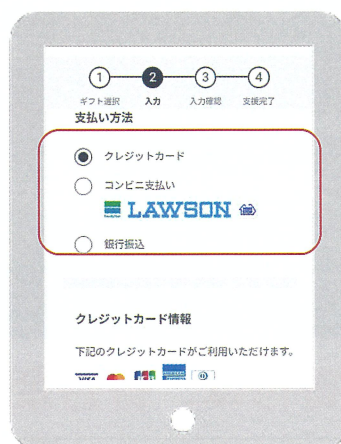 1 2 3 4
ギフト選択 入力 入力確認 支援完了
支払い方法
クレジットカード
コンビニ支払い
LAWSON
銀行振込
クレジットカード情報
下記のクレジットカードがご利用いただけます。
VISA JCB